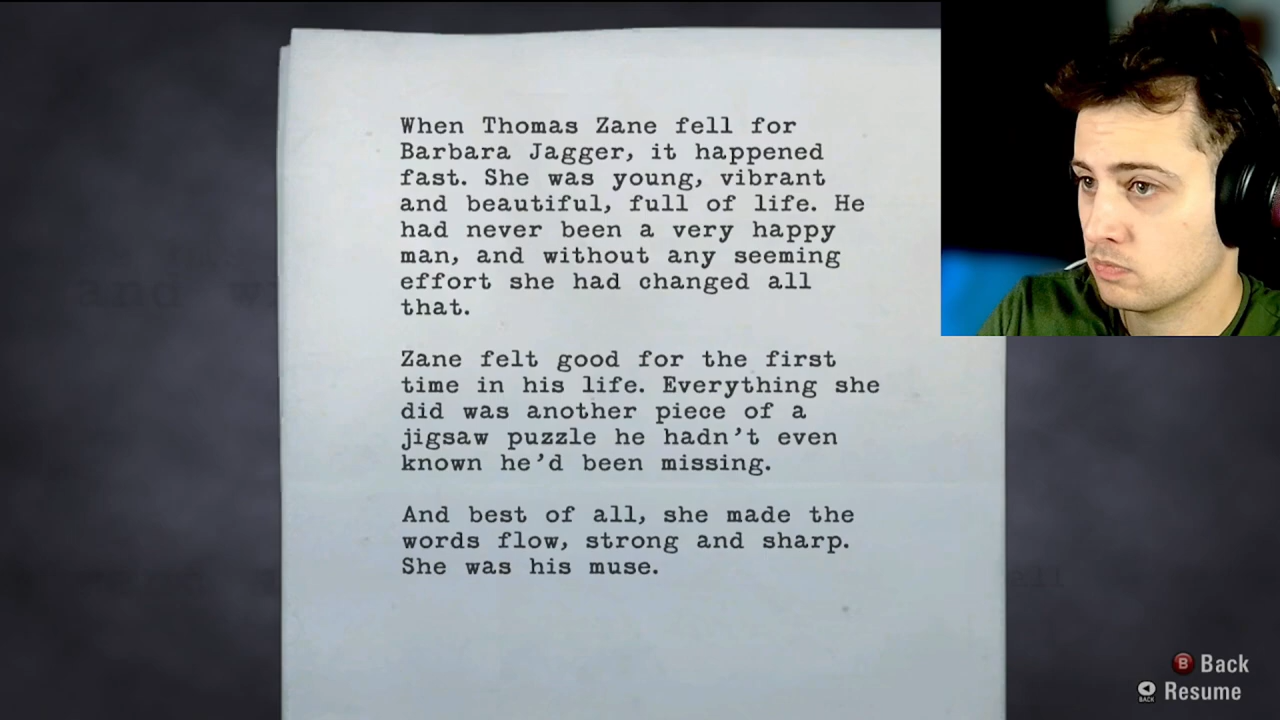 When Thomas Zane fell for
Barbara Jagger, it happened
fast. She was young, vibrant
and beautiful, full of life. He
had never been a very happy
man, and without any seeming
effort she had changed all
that.
Zane felt good for the first
time in his life. Everything she
did was another piece of a
jigsaw puzzle he hadn't even
known he'd been missing.
And best of all, she made the
words flow, strong and sharp.
She was his muse.
B Back
BACK Resume